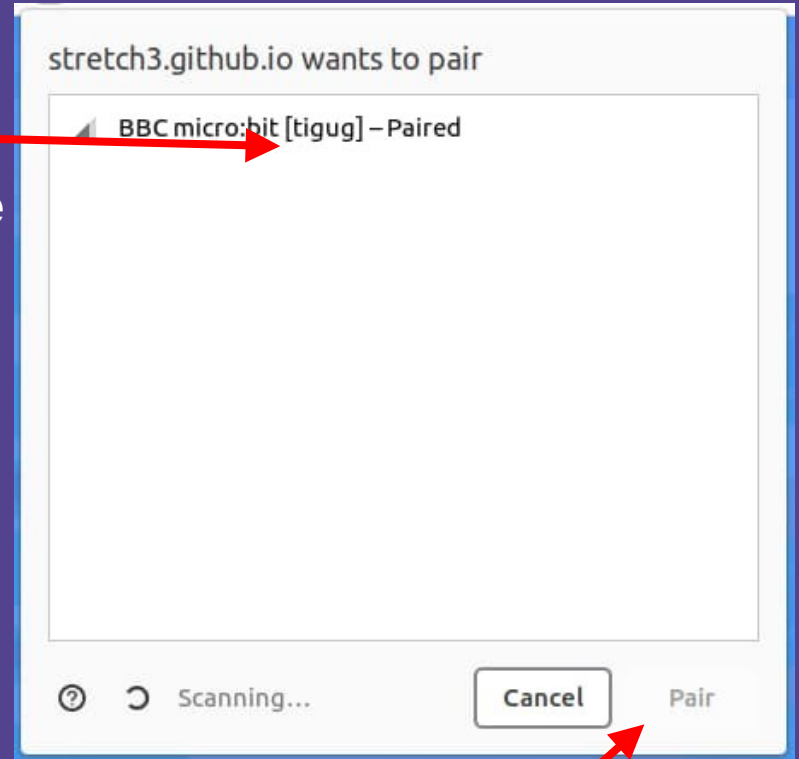 stretch3.github.io wants to pair
BBC micro:bit [tigug] – Paired
e
Scanning...
Cancel
Pair